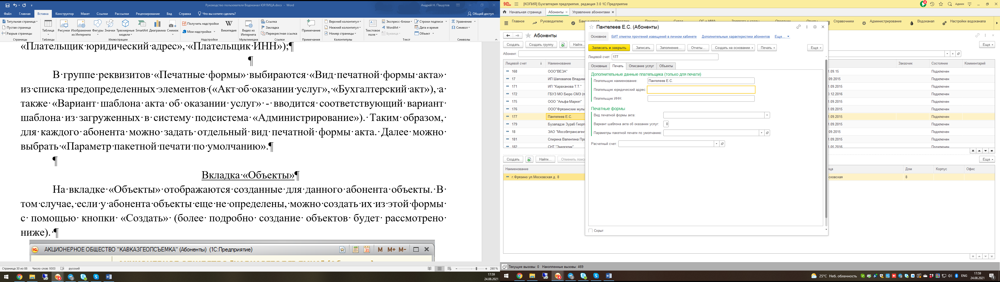 Руководство пользователя Водоканал ЮРЛИЦА.docx - Word
Андрей Н. Пашутов
Файл Главная Вставка Конструктор Макет Ссылки Рассылки Рецензирование Вид Справка Что вы хотите сделать? Общий доступ
Титульная страница
Пустая страница
Разрыв страницы
Страницы
Таблица
Таблицы
Рисунки Изображения из Интернета Фигуры Значки Трехмерные модели SmartArt Диаграмма Снимок
Иллюстрации
Получить надстройки
Мои надстройки
Википедия
Надстройки
Видео из Интернета
Мультимедиа
Ссылка
Закладка
Перекрестная ссылка
Ссылки
Примечание
Примечания
Верхний колонтитул
Нижний колонтитул
Номер страницы
Колонтитулы
Текстовое поле
Экспресс-блоки
WordArt
Буквица
Строки подписи
Дата и время
Объект
Текст
Уравнение
Символ
Символы
«Плательщик·юридический·адрес»,·«Плательщик·ИНН»);¶
¶
В·группе·реквизитов·«Печатные·формы»·выбираются·«Вид·печатной·формы·акта»·
из·списка·предопределенных·элементов·(«Акт·об·оказании·услуг»,·«Бухгалтерский·акт»),·а·
также·«Вариант·шаблона·акта·об·оказании·услуг»·-·вводится·соответствующий·вариант·
шаблона·из·загруженных·в·систему·подсистема·«Администрирование»).·Таким·образом,·
для·каждого·абонента·можно·задать·отдельный·вид·печатной·формы·акта.·Далее·можно·
выбрать·«Параметр·пакетной·печати·по·умолчанию».¶
¶
Вкладка·«Объекты»¶
На·вкладке·«Объекты»·отображаются·созданные·для·данного·абонента·объекты.·В·
том·случае,·если·у·абонента·объекты·еще·не·определены,·можно·создать·их·из·этой·формы·
с·помощью·кнопки·«Создать»·(более·подробно·создание·объектов·будет·рассмотрено·
ниже).·¶
АКЦИОНЕРНОЕ ОБЩЕСТВО "КАВКАЗГЕОЛСЪЕМКА" (Абоненты) (1С:Предприятие)
31 M M+ M-
Страница 30 из 88 Число слов: 9303 русский
260 %
17:59
24.08.2021
[КОПИЯ] Бухгалтерия предприятия, редакция 3.0 1С:Предприятие
4
Админ
Начальная страница Абоненты × Управление абонентами ×
Главное Руководителю Справочники Администрирование Водоканал Настройки водоканала
Абоненты
Создать Создать группу Найти... Еще
Абонент:
Лицевой счет ↓ Наименование Заказчик Состояние Комментарий
168 ООО"ВЕЗА" 1.09.15 Подключен
17 ИП Шаповалов Владими .09.2015 Подключен
171 ИП "Караханова Т.Т." 1.09.2015 Подключен
172 ГБУЗ МО Бюро СМЭ (п 0.12.2016 Подключен
175 ООО "Альфа-Маркет" 1.09.2015 Подключен
176 ООО"Фрязинские муль 1.09.2015 Подключен
177 Пантелеев Е.С. 1.09.2015 Подключен
179 Бузаладзе Зураб Гиорг 1.09.2015 Подключен
18 ЗАО "Мособлтрансагент .09.2015 Подключен
181 Спирина Валентина Про 1.09.2015 Подключен
182 СНТ "Энергетик" 1.05.2016 Подключен
Создать Найти... Отменить поис Еще
Наименование ица Дом Корпус Офис
г.Фрязино ул.Московская д. 8 сковская 8
Пантелеев Е.С. (Абоненты)
Основное БИТ отметки прочтений извещений в личном кабинете Дополнительные характеристики абонентов Еще...
Записать и закрыть Записать Заполнение... Отчеты... Создать на основании Печать Еще
Лицевой счет: 177
Основные Печать Описание услуг Объекты
Дополнительные данные плательщика (только для печати)
Плательщик наименование: Пантелеев Е.С.
Плательщик юридический адрес:
Плательщик ИНН:
Печатные формы
Вид печатной формы акта:
Вариант шаблона акта об оказании услуг: 0
Параметры пакетной печати по умолчанию:
Расчетный счет:
Скрыт
Текущие вызовы: 0 Накопленные вызовы: 469
25°C Неб. облачность
ENG
17:59
24.08.2021